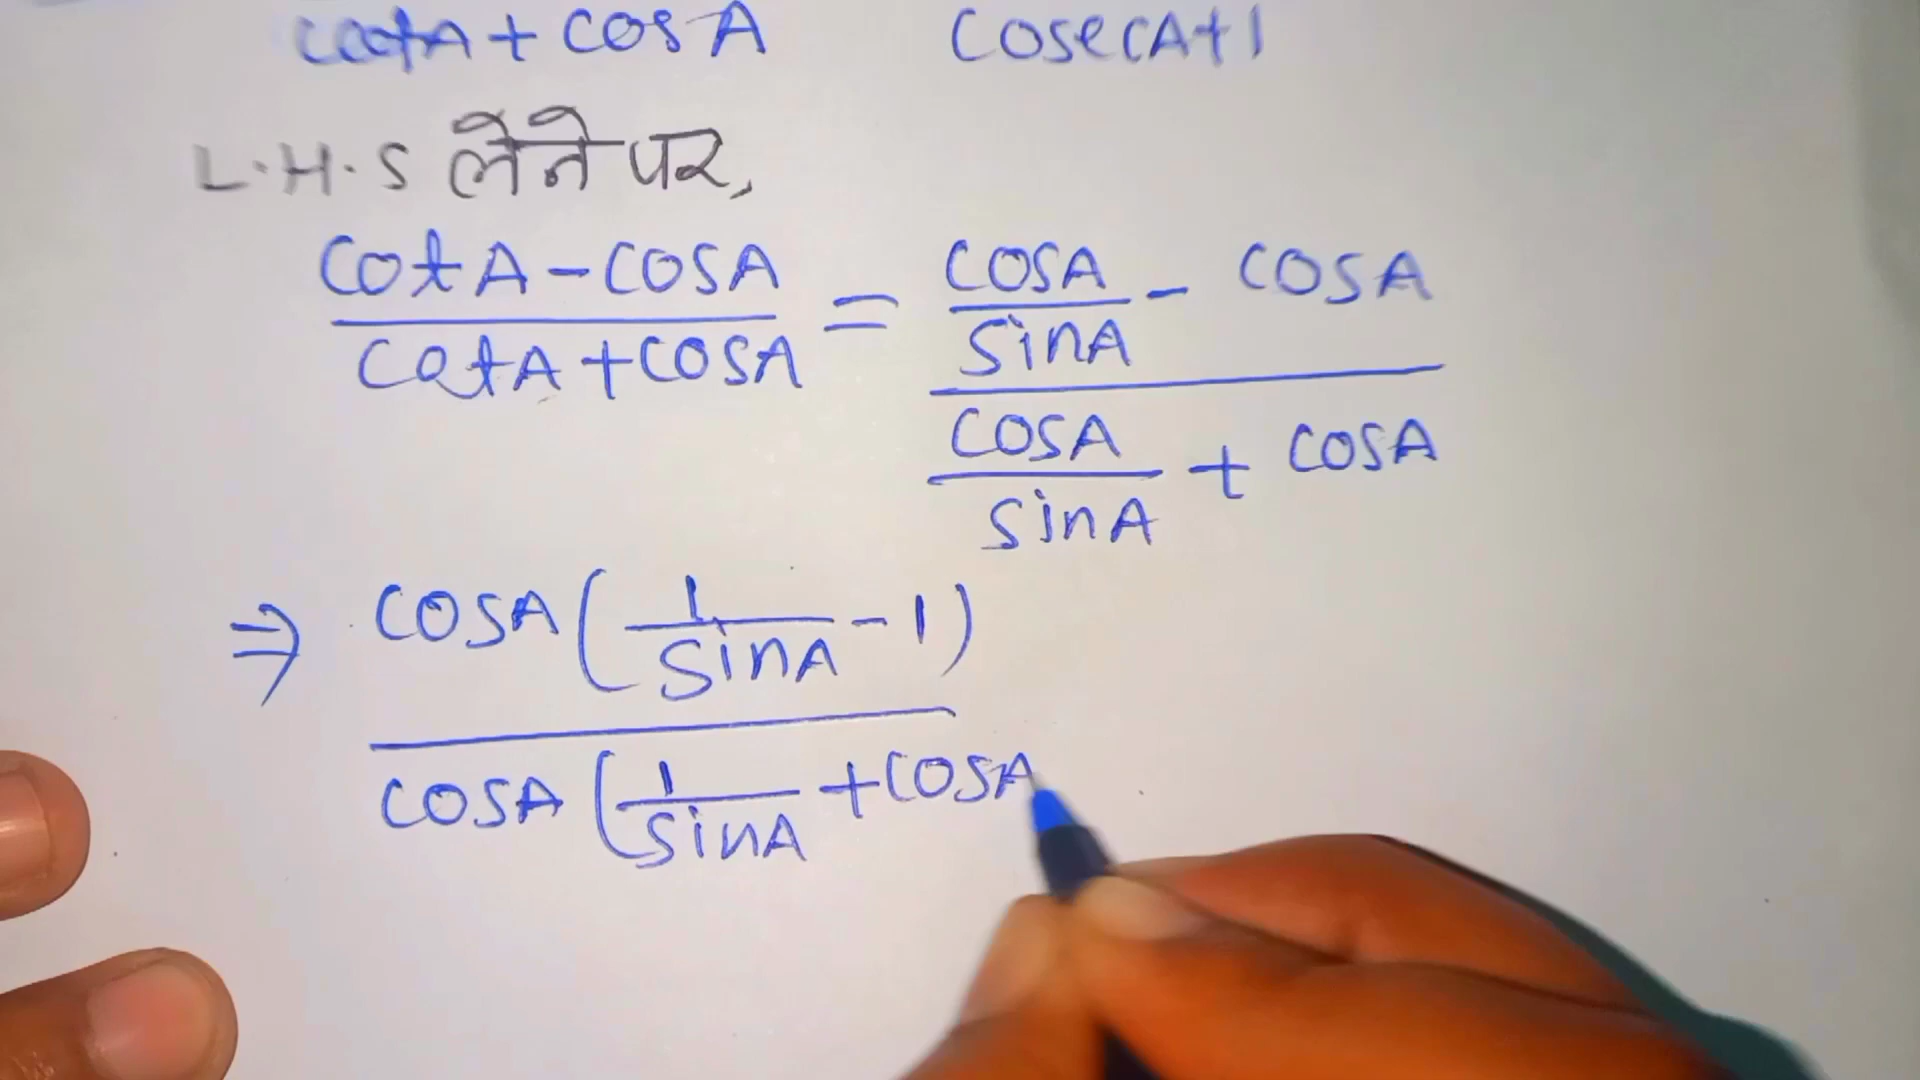 cotA + cosA cosecA+1
L.H.S लेने पर,
cotA - cosA = cosA - cosA
sinA
cotA + cosA cosA + cosA
sinA
⇒ cosA ( 1 - 1 )
sinA
cosA ( 1 + cosA
sinA